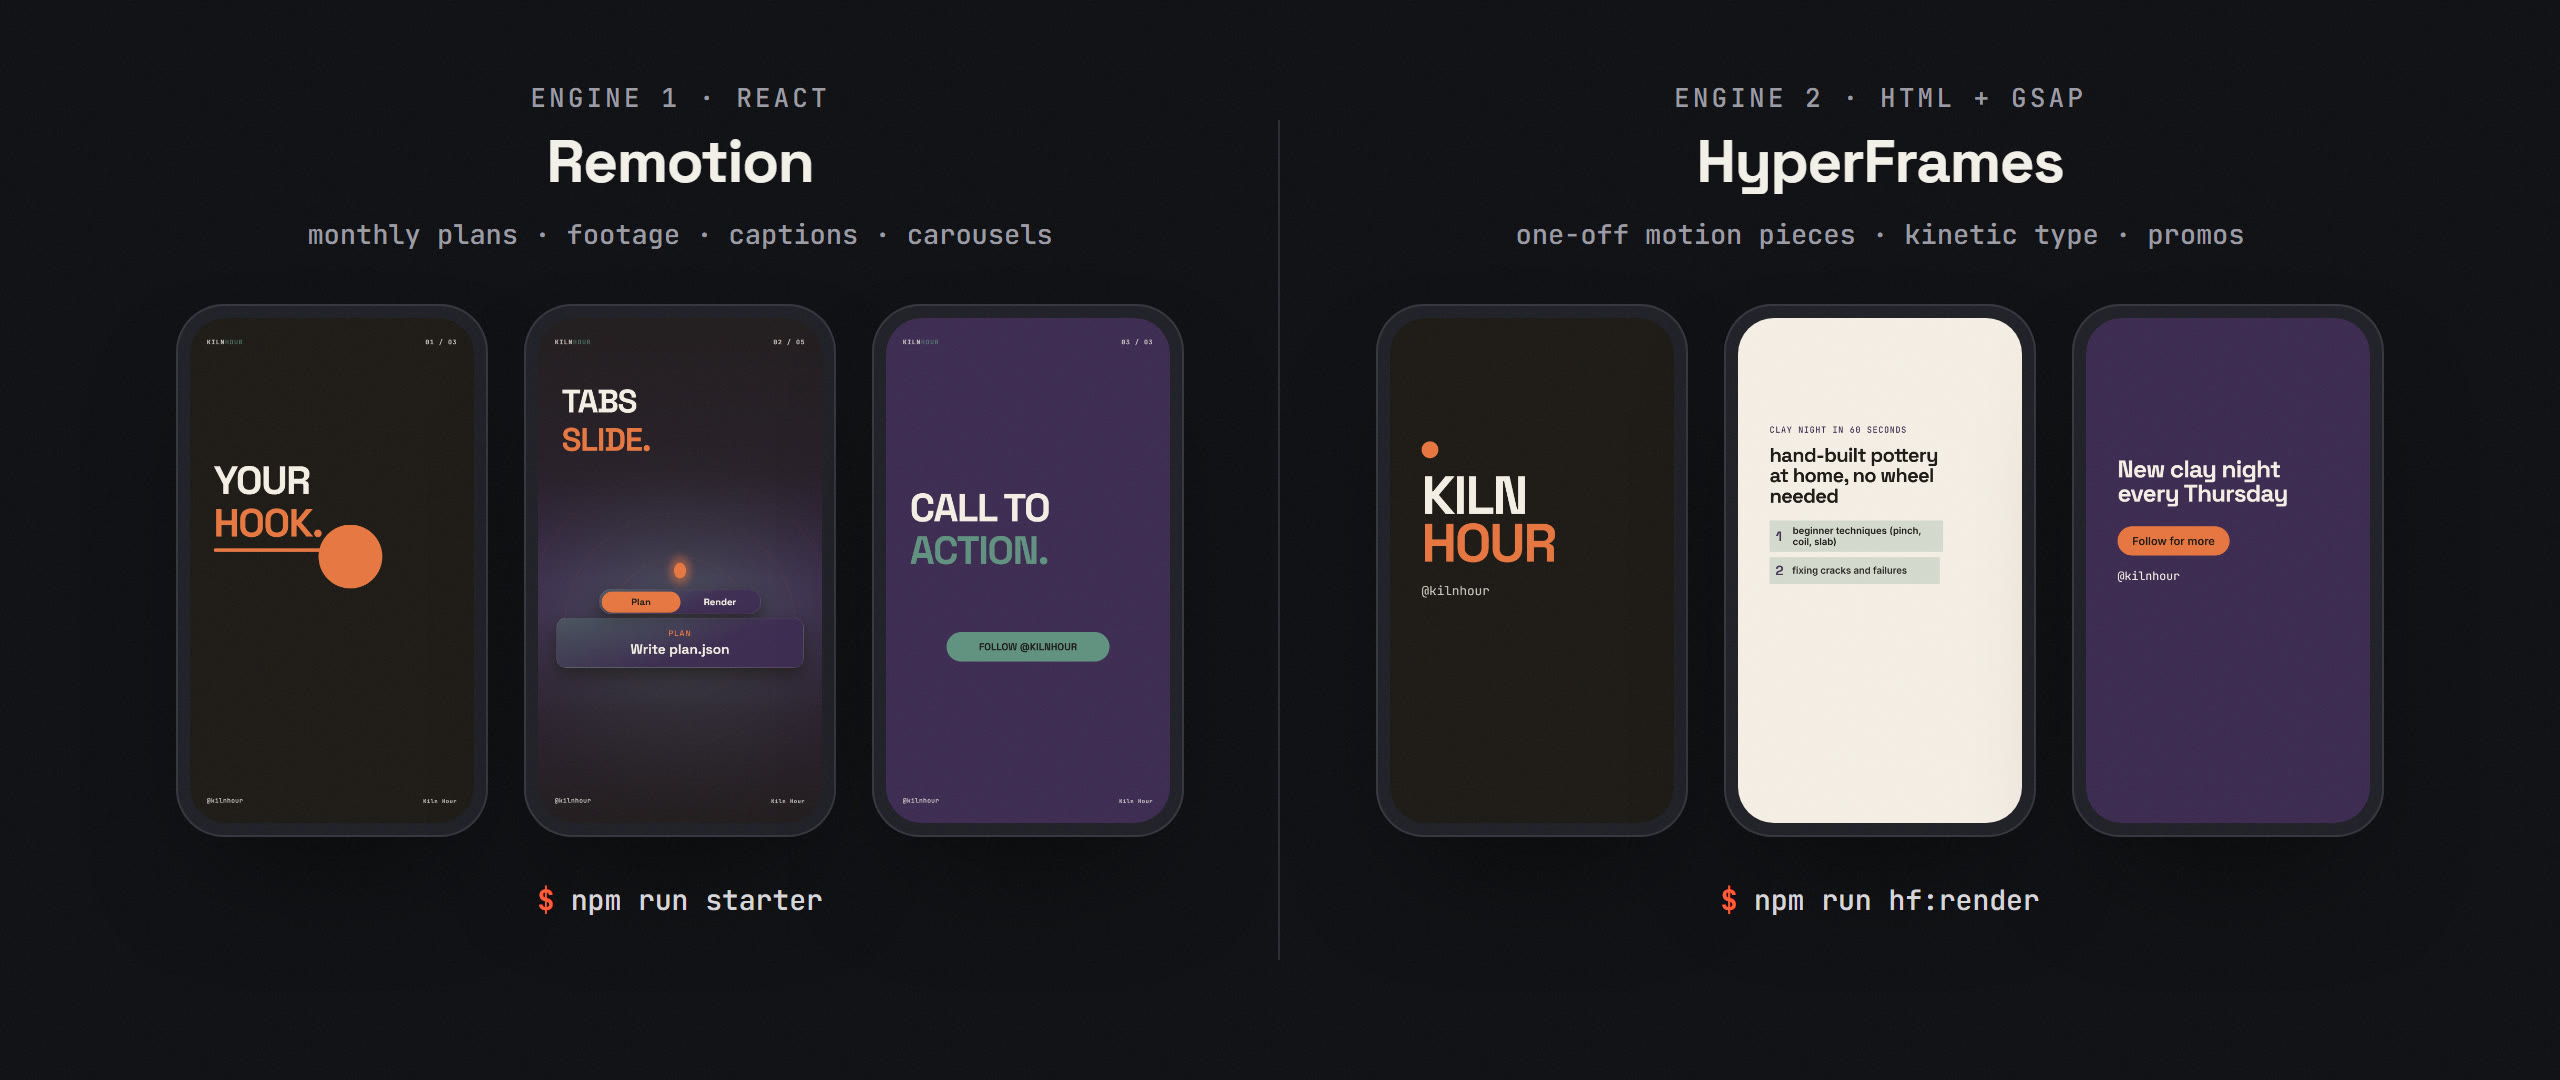 ENGINE 1 · REACT
Remotion
monthly plans · footage · captions · carousels
KILNHOUR
01 / 03
YOUR
HOOK.
@kilnhour
Kiln Hour
KILNHOUR
02 / 05
TABS
SLIDE.
Plan
Render
PLAN
Write plan.json
@kilnhour
Kiln Hour
KILNHOUR
03 / 03
CALL TO
ACTION.
FOLLOW @KILNHOUR
@kilnhour
Kiln Hour
$ npm run starter
ENGINE 2 · HTML + GSAP
HyperFrames
one-off motion pieces · kinetic type · promos
KILN
HOUR
@kilnhour
CLAY NIGHT IN 60 SECONDS
hand-built pottery
at home, no wheel
needed
1 beginner techniques (pinch,
coil, slab)
2 fixing cracks and failures
New clay night
every Thursday
Follow for more
@kilnhour
$ npm run hf:render